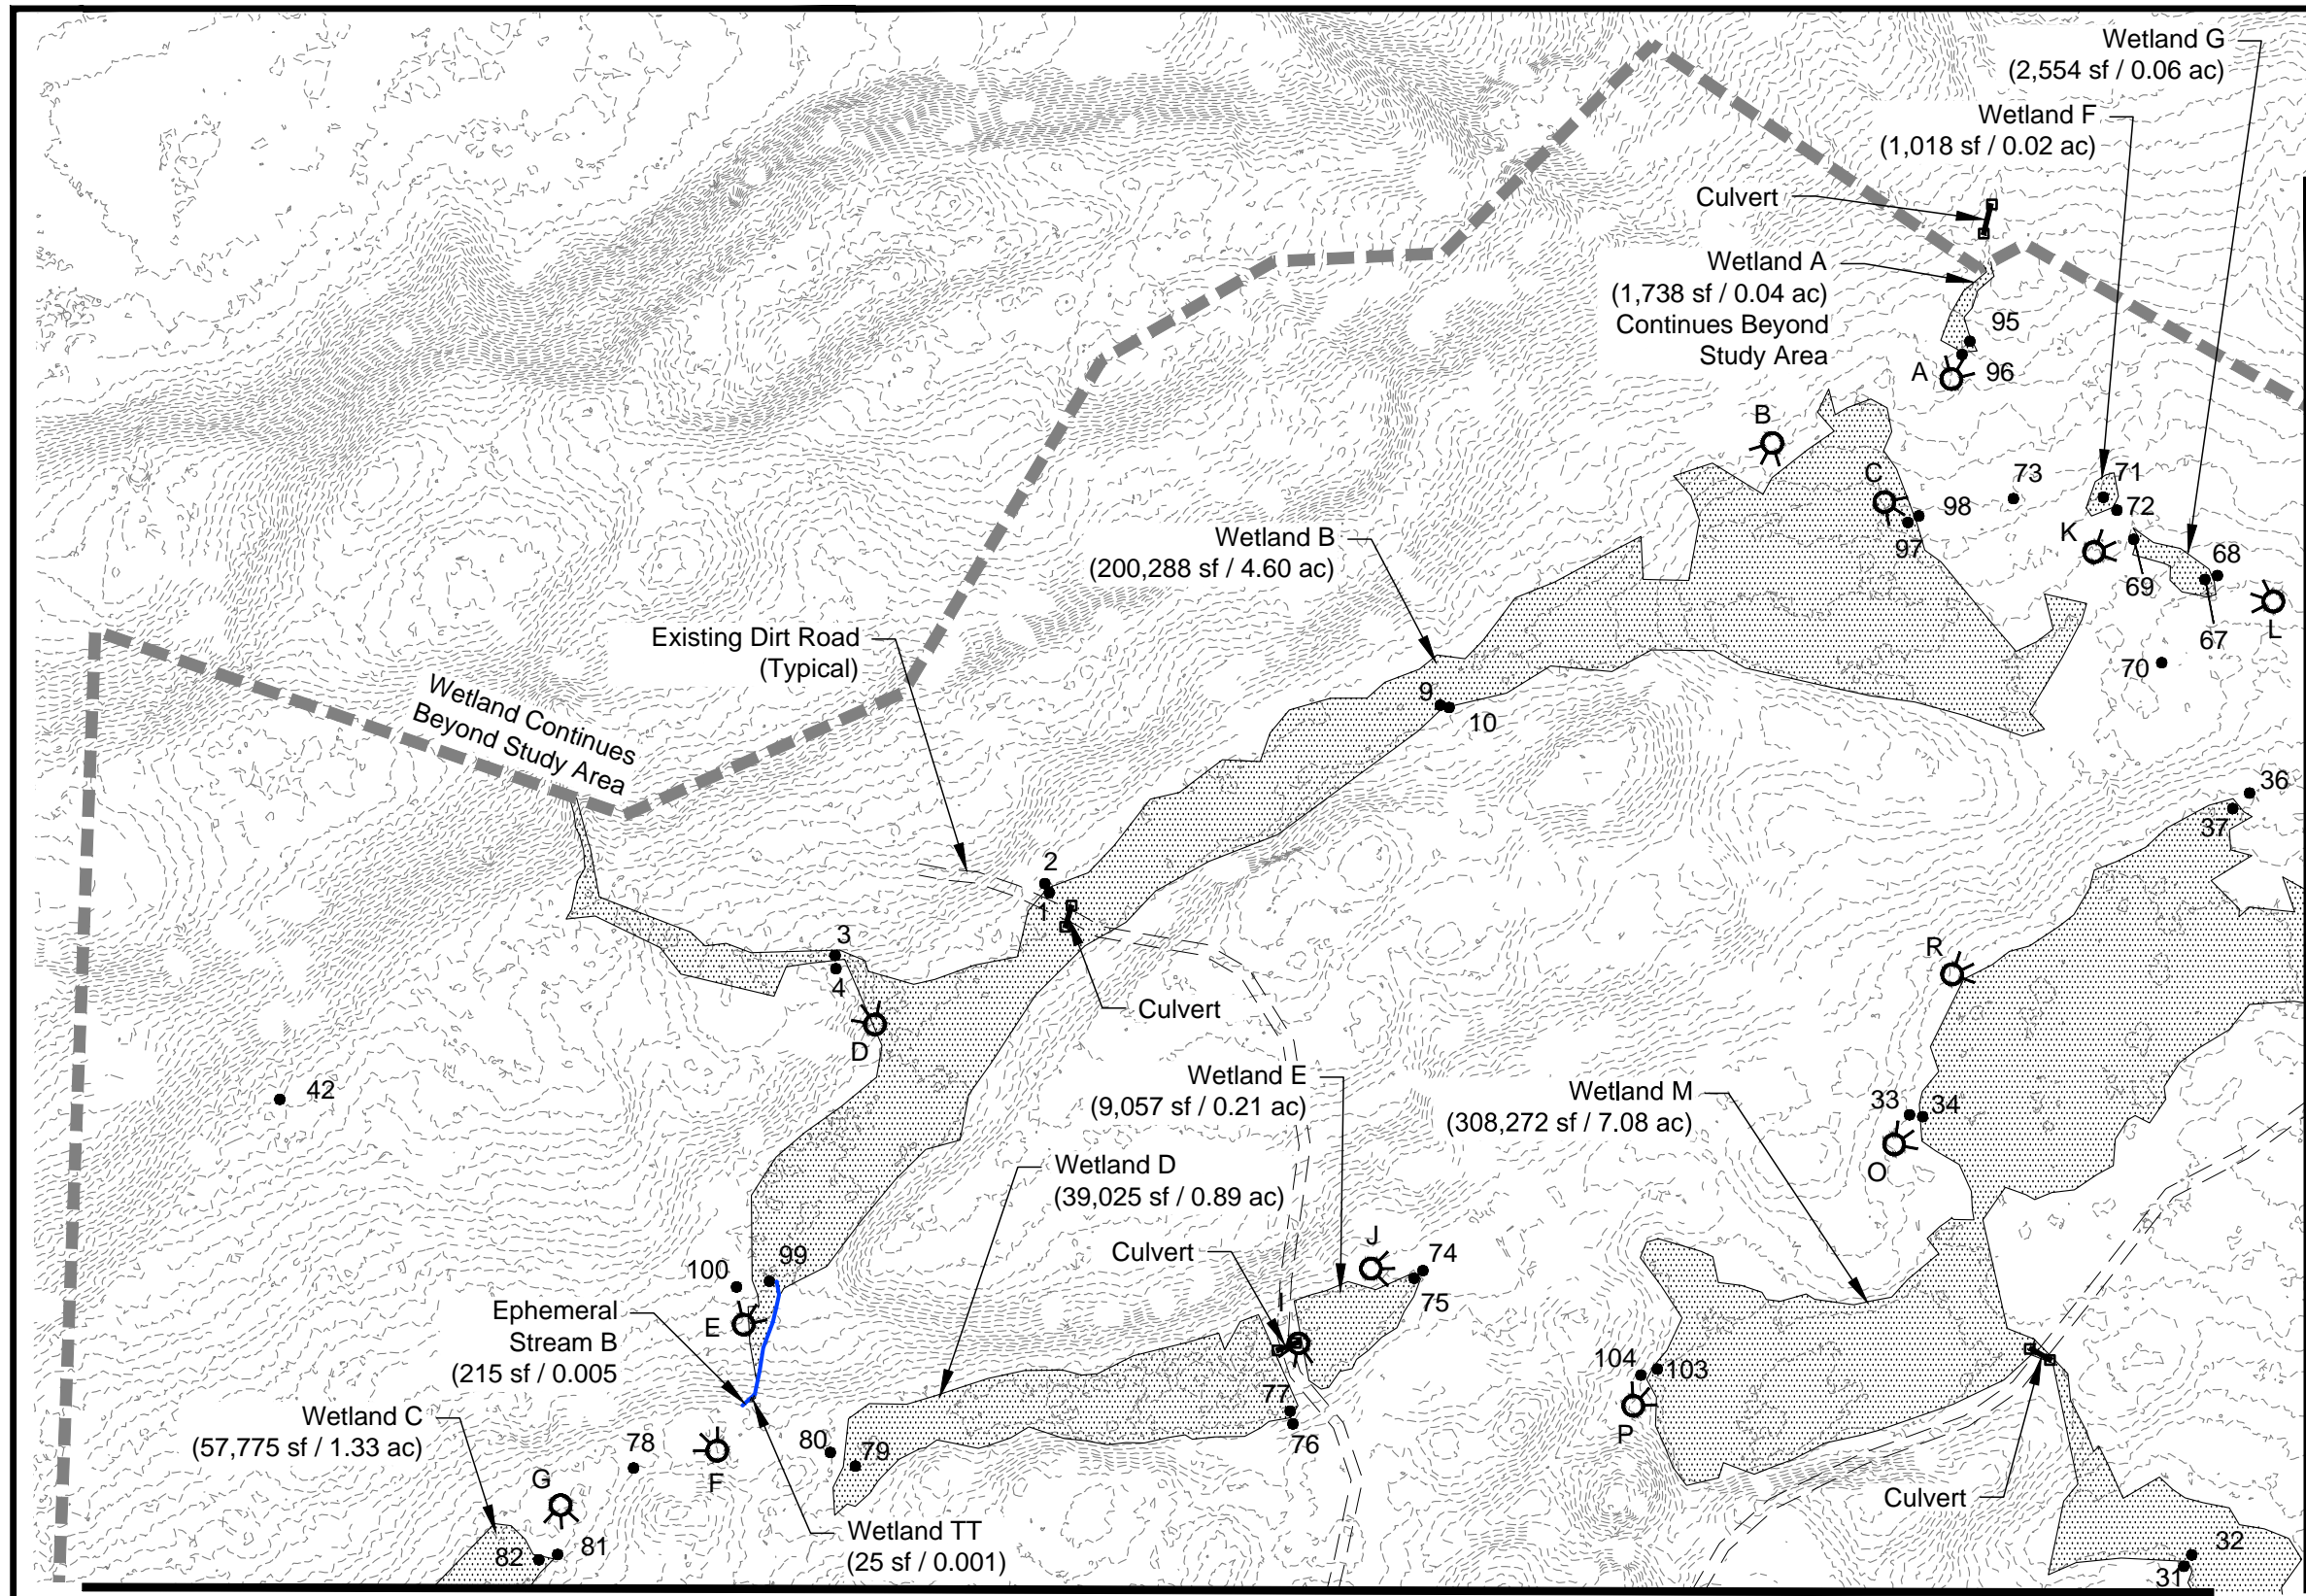 Wetland G
(2,554 sf / 0.06 ac)
Wetland F
(1,018 sf / 0.02 ac)
Culvert
Wetland A
(1,738 sf / 0.04 ac)
Continues Beyond
Study Area
95
A
96
B
C
98
97
73
71
72
K
69
68
67
L
70
Wetland B
(200,288 sf / 4.60 ac)
Existing Dirt Road
(Typical)
Wetland Continues
Beyond Study Area
9
10
36
37
2
1
3
4
D
Culvert
R
42
Wetland E
(9,057 sf / 0.21 ac)
Wetland M
(308,272 sf / 7.08 ac)
33
34
O
Wetland D
(39,025 sf / 0.89 ac)
Culvert
J
74
75
I
99
100
E
Ephemeral
Stream B
(215 sf / 0.005
104
103
P
77
76
Wetland C
(57,775 sf / 1.33 ac)
78
F
80
79
G
81
82
Wetland TT
(25 sf / 0.001)
Culvert
32
31